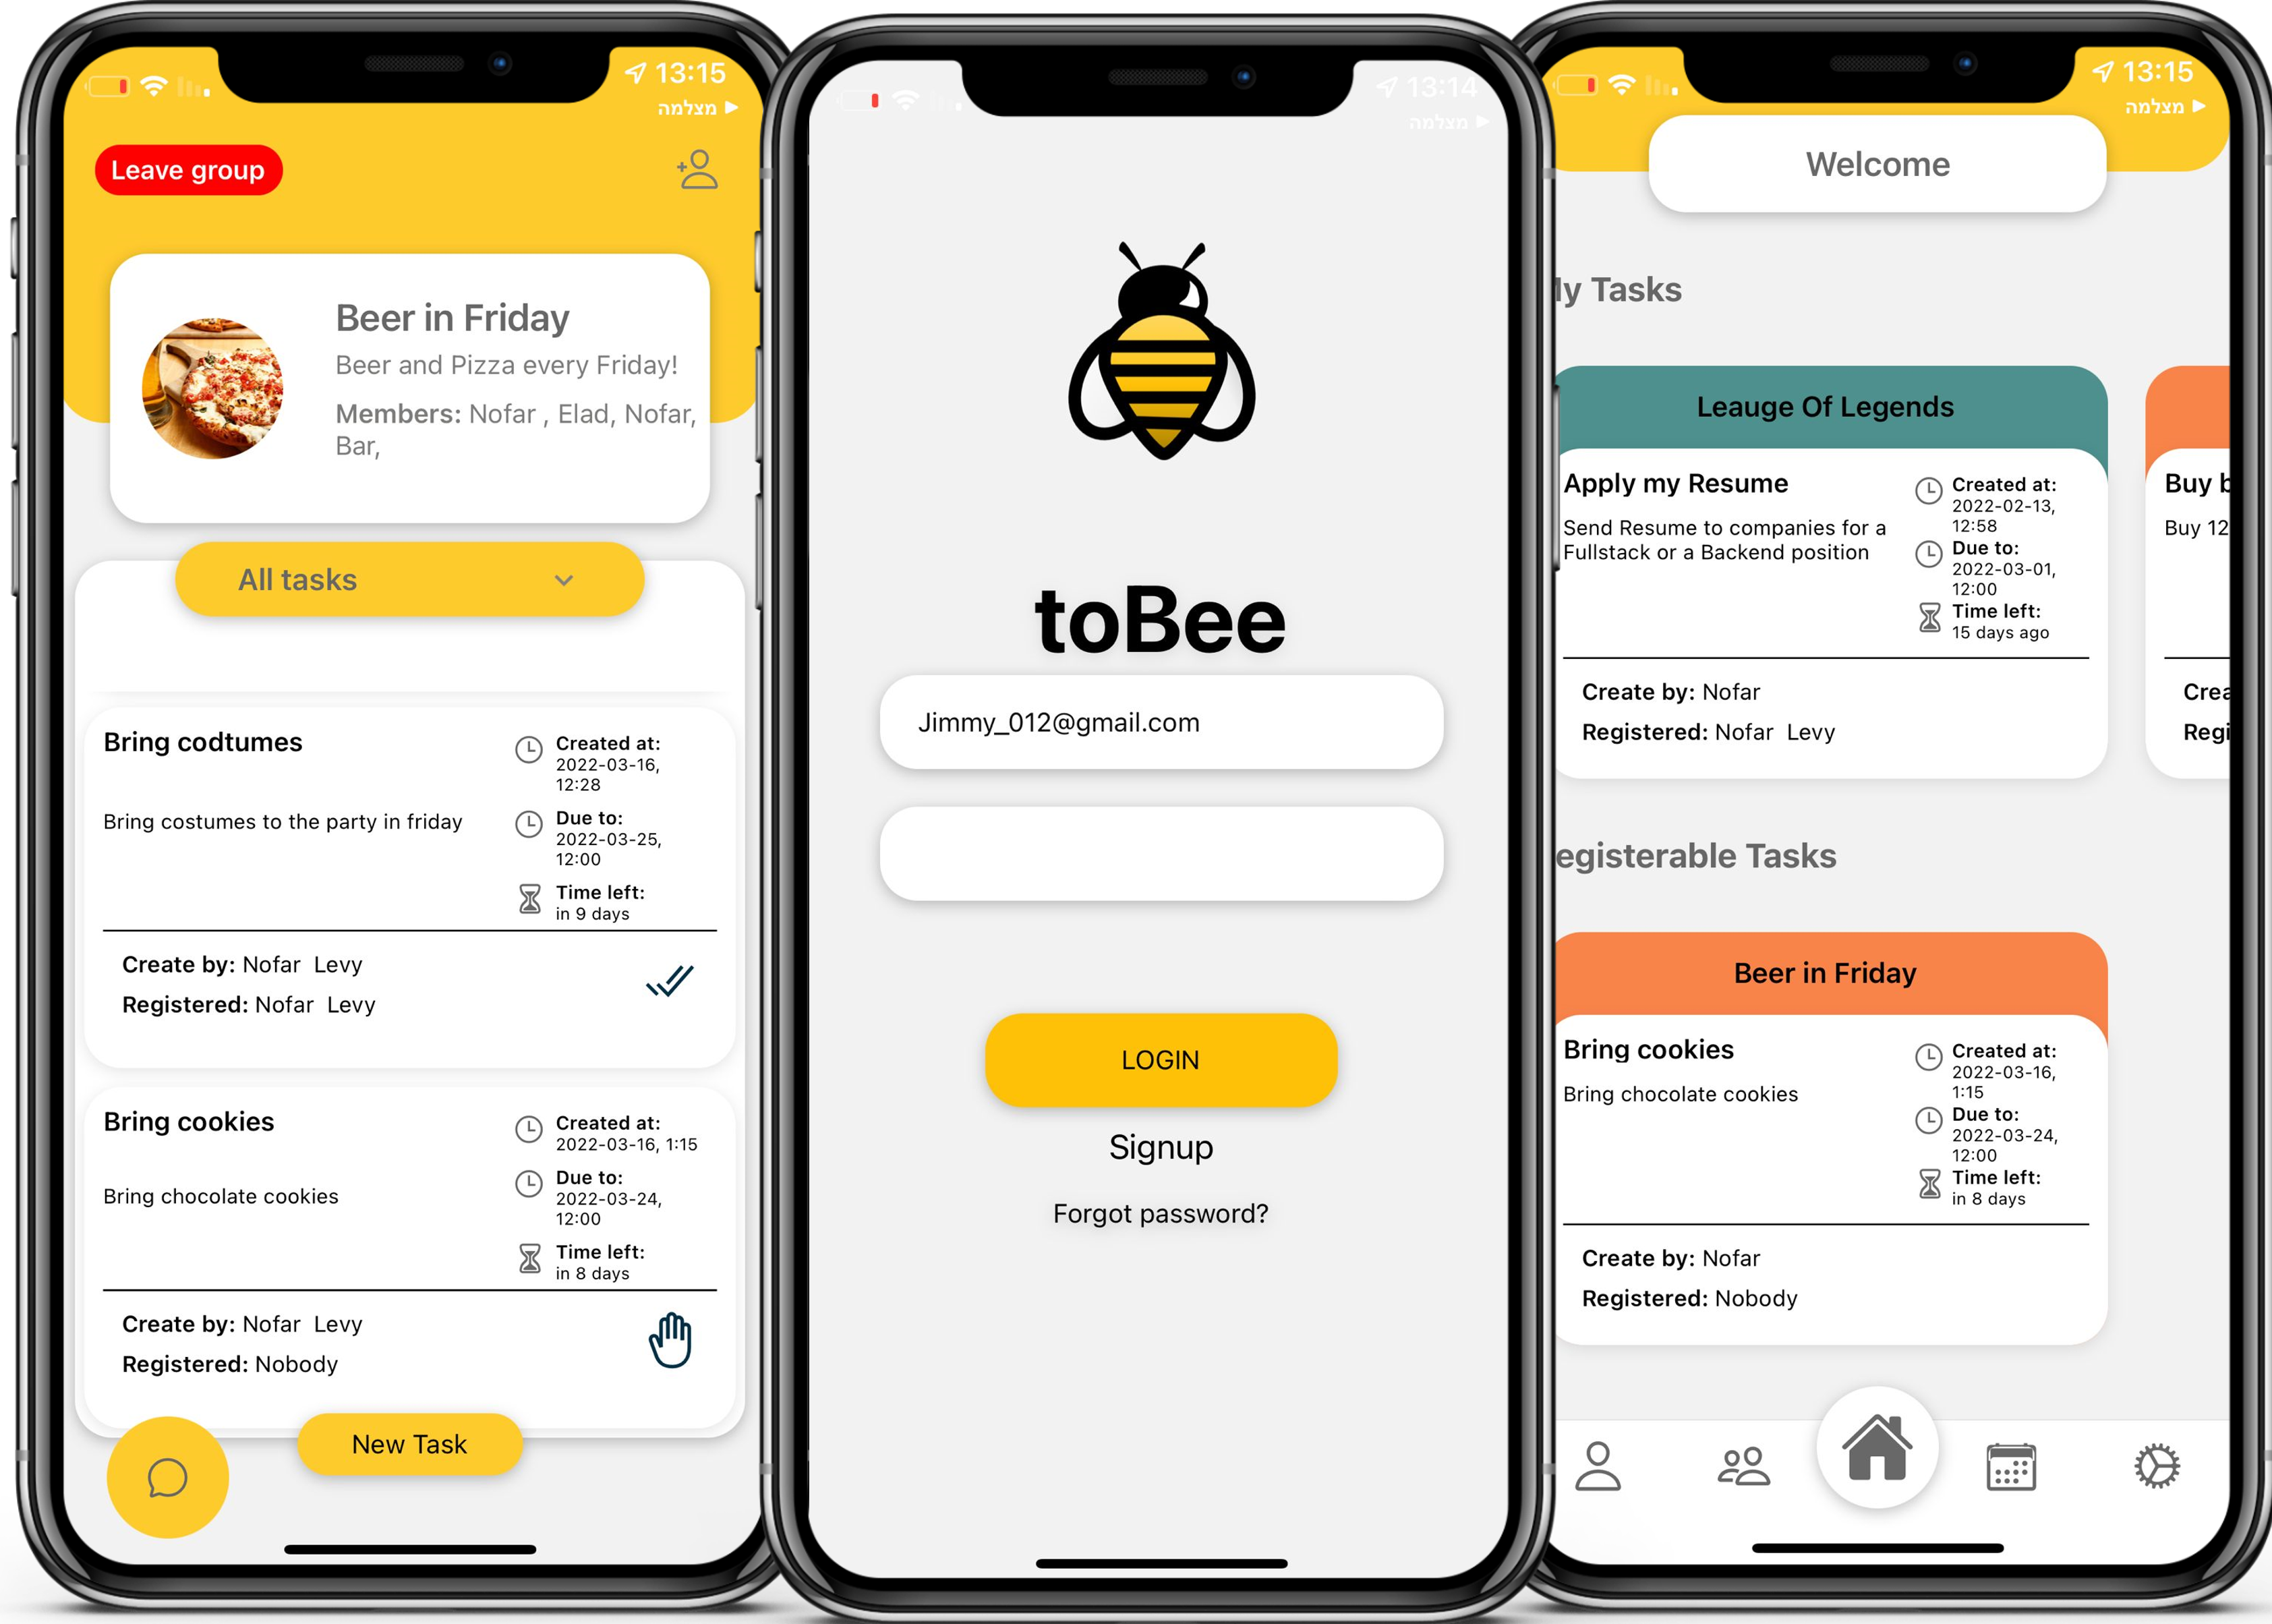 13:15
מצלמה
Leave group
Beer in Friday
Beer and Pizza every Friday!
Members: Nofar , Elad, Nofar,
Bar,
All tasks
Bring codtumes
Created at:
2022-03-16,
12:28
Bring costumes to the party in friday
Due to:
2022-03-25,
12:00
Time left:
in 9 days
Create by: Nofar Levy
Registered: Nofar Levy
Bring cookies
Created at:
2022-03-16, 1:15
Bring chocolate cookies
Due to:
2022-03-24,
12:00
Time left:
in 8 days
Create by: Nofar Levy
Registered: Nobody
New Task
13:14
מצלמה
toBee
Jimmy_012@gmail.com
LOGIN
Signup
Forgot password?
13:15
מצלמה
Welcome
ly Tasks
Leauge Of Legends
Apply my Resume
Send Resume to companies for a
Fullstack or a Backend position
Created at:
2022-02-13,
12:58
Due to:
2022-03-01,
12:00
Time left:
15 days ago
Create by: Nofar
Registered: Nofar Levy
Buy b
Buy 12
Crea
Regi
egisterable Tasks
Beer in Friday
Bring cookies
Bring chocolate cookies
Created at:
2022-03-16,
1:15
Due to:
2022-03-24,
12:00
Time left:
in 8 days
Create by: Nofar
Registered: Nobody